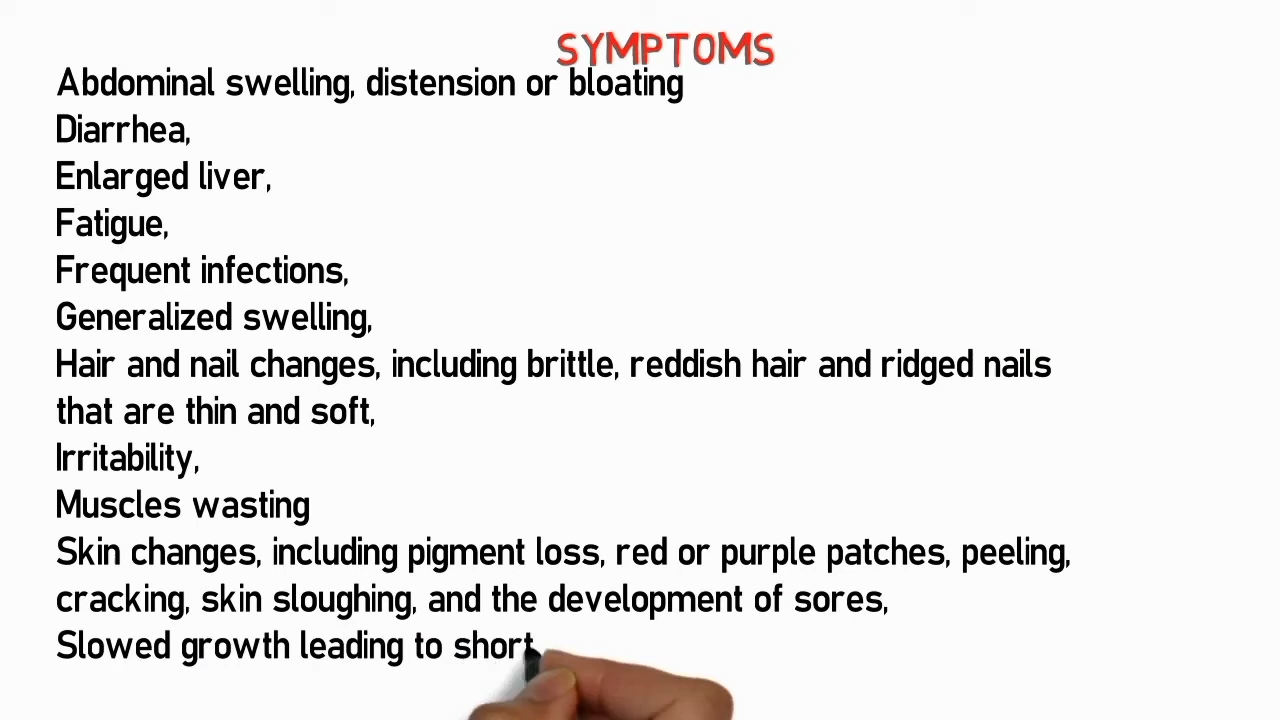 SYMPTOMS
Abdominal swelling, distension or bloating
Diarrhea,
Enlarged liver,
Fatigue,
Frequent infections,
Generalized swelling,
Hair and nail changes, including brittle, reddish hair and ridged nails
that are thin and soft,
Irritability,
Muscles wasting
Skin changes, including pigment loss, red or purple patches, peeling,
cracking, skin sloughing, and the development of sores,
Slowed growth leading to short